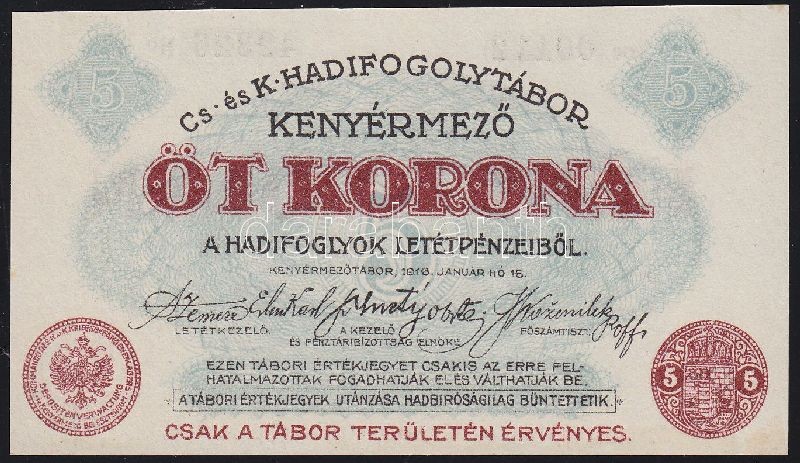 5 5
Cs. és K. HADIFOGOLYTÁBOR
KENYÉRMEZŐ
ÖT KORONA
A HADIFOGLYOK LETÉTPÉNZEIBŐL.
KENYÉRMEZŐTÁBOR, 1916. JANUÁR HÓ 15.
LETÉTKEZELŐ. A KEZELŐ FŐSZÁMTISZT.
ÉS PÉNZTÁRIBIZOTTSÁG ELNÖKE.
EZEN TÁBORI ÉRTÉKJEGYET CSAKIS AZ ERRE FEL-
HATALMAZOTTAK FOGADHATJÁK EL ÉS VÁLTHATJÁK BE.
A TÁBORI ÉRTÉKJEGYEK UTÁNZÁSA HADBIRÓSÁGILAG BÜNTETTETIK.
5 5
CSAK A TÁBOR TERÜLETÉN ÉRVÉNYES.